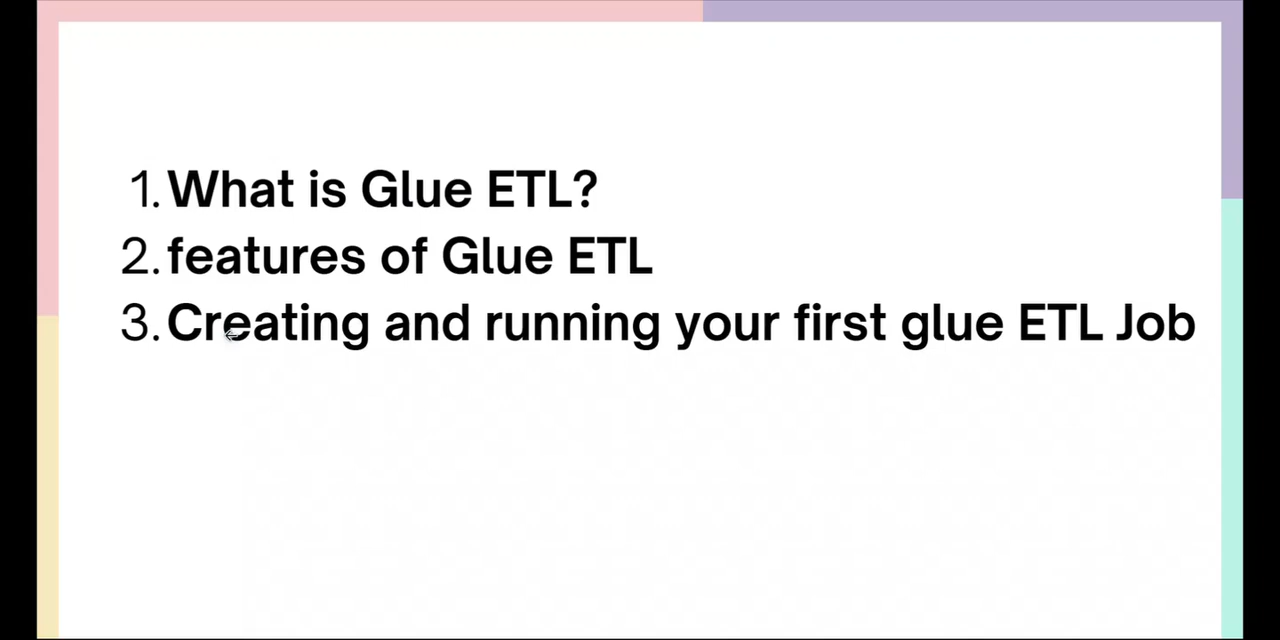 1. What is Glue ETL?
2. features of Glue ETL
3. Creating and running your first glue ETL Job